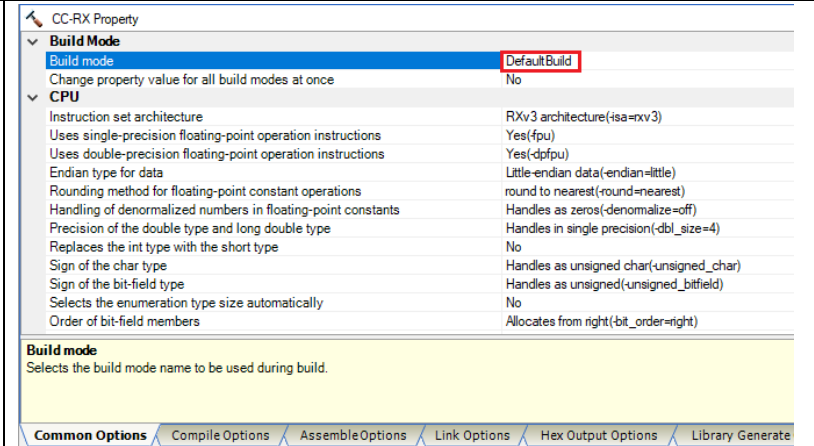 CC-RX Property
Build Mode
Build mode DefaultBuild
Change property value for all build modes at once No
CPU
Instruction set architecture RXv3 architecture(-isa=rxv3)
Uses single-precision floating-point operation instructions Yes(-fpu)
Uses double-precision floating-point operation instructions Yes(-dpfpu)
Endian type for data Little-endian data(-endian=little)
Rounding method for floating-point constant operations round to nearest(-round=nearest)
Handling of denormalized numbers in floating-point constants Handles as zeros(-denormalize=off)
Precision of the double type and long double type Handles in single precision(-dbl_size=4)
Replaces the int type with the short type No
Sign of the char type Handles as unsigned char(-unsigned_char)
Sign of the bit-field type Handles as unsigned(-unsigned_bitfield)
Selects the enumeration type size automatically No
Order of bit-field members Allocates from right(-bit_order=right)
Build mode
Selects the build mode name to be used during build.
Common Options Compile Options Assemble Options Link Options Hex Output Options Library Generate